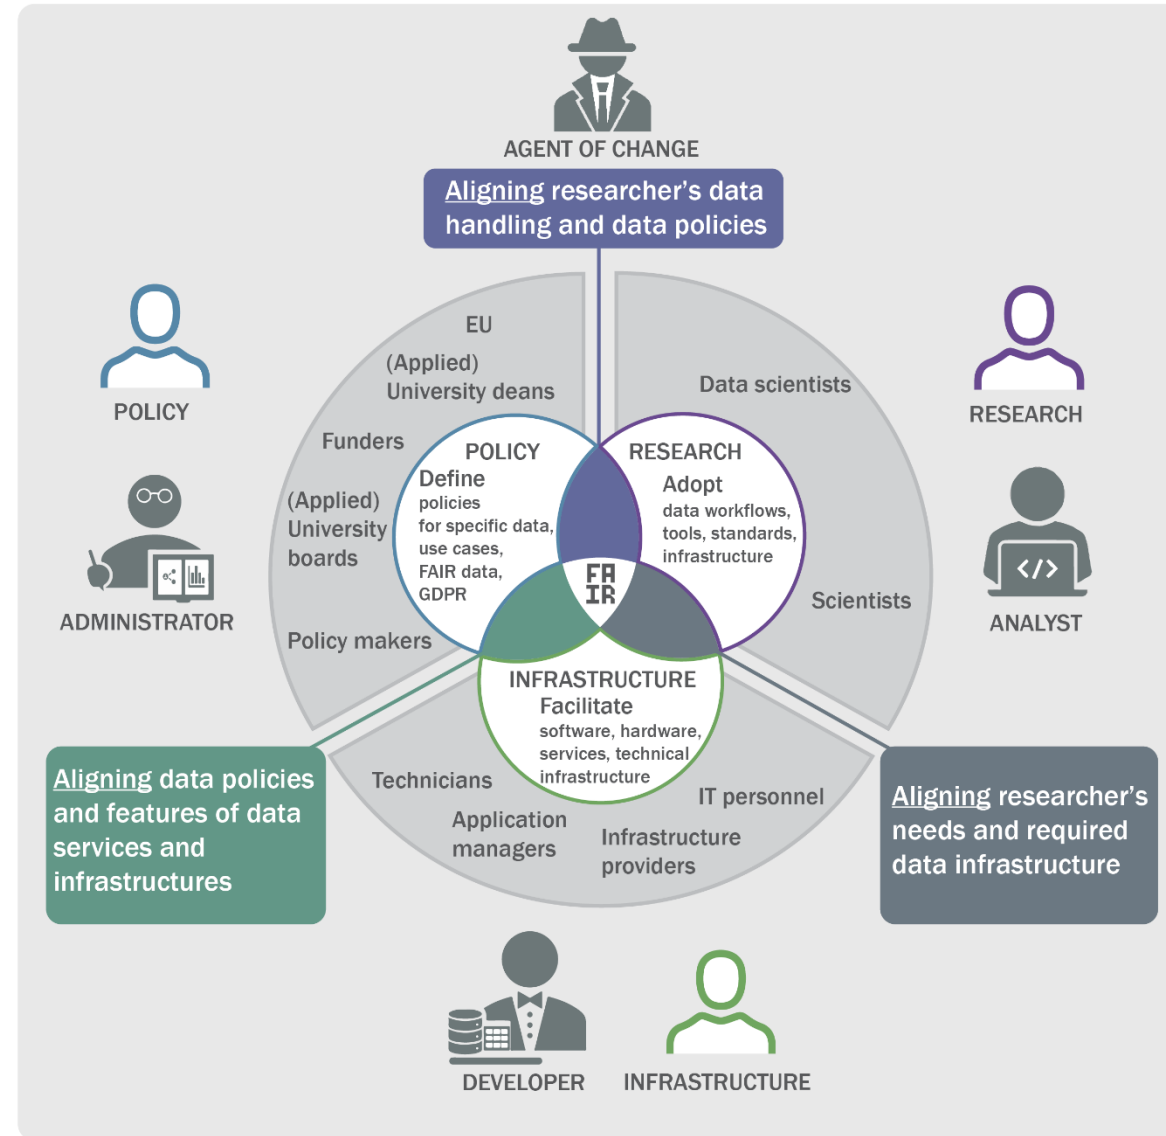 AGENT OF CHANGE
Aligning researcher's data
handling and data policies
EU
(Applied)
University deans
Funders
(Applied)
University
boards
Policy makers
POLICY
ADMINISTRATOR
POLICY
Define
policies
for specific data,
use cases,
FAIR data,
GDPR
RESEARCH
Adopt
data workflows,
tools, standards,
infrastructure
FA
IR
Data scientists
Scientists
RESEARCH
ANALYST
</>
INFRASTRUCTURE
Facilitate
software, hardware,
services, technical
infrastructure
Technicians
Application
managers
Infrastructure
providers
IT personnel
Aligning data policies
and features of data
services and
infrastructures
Aligning researcher's
needs and required
data infrastructure
DEVELOPER
INFRASTRUCTURE